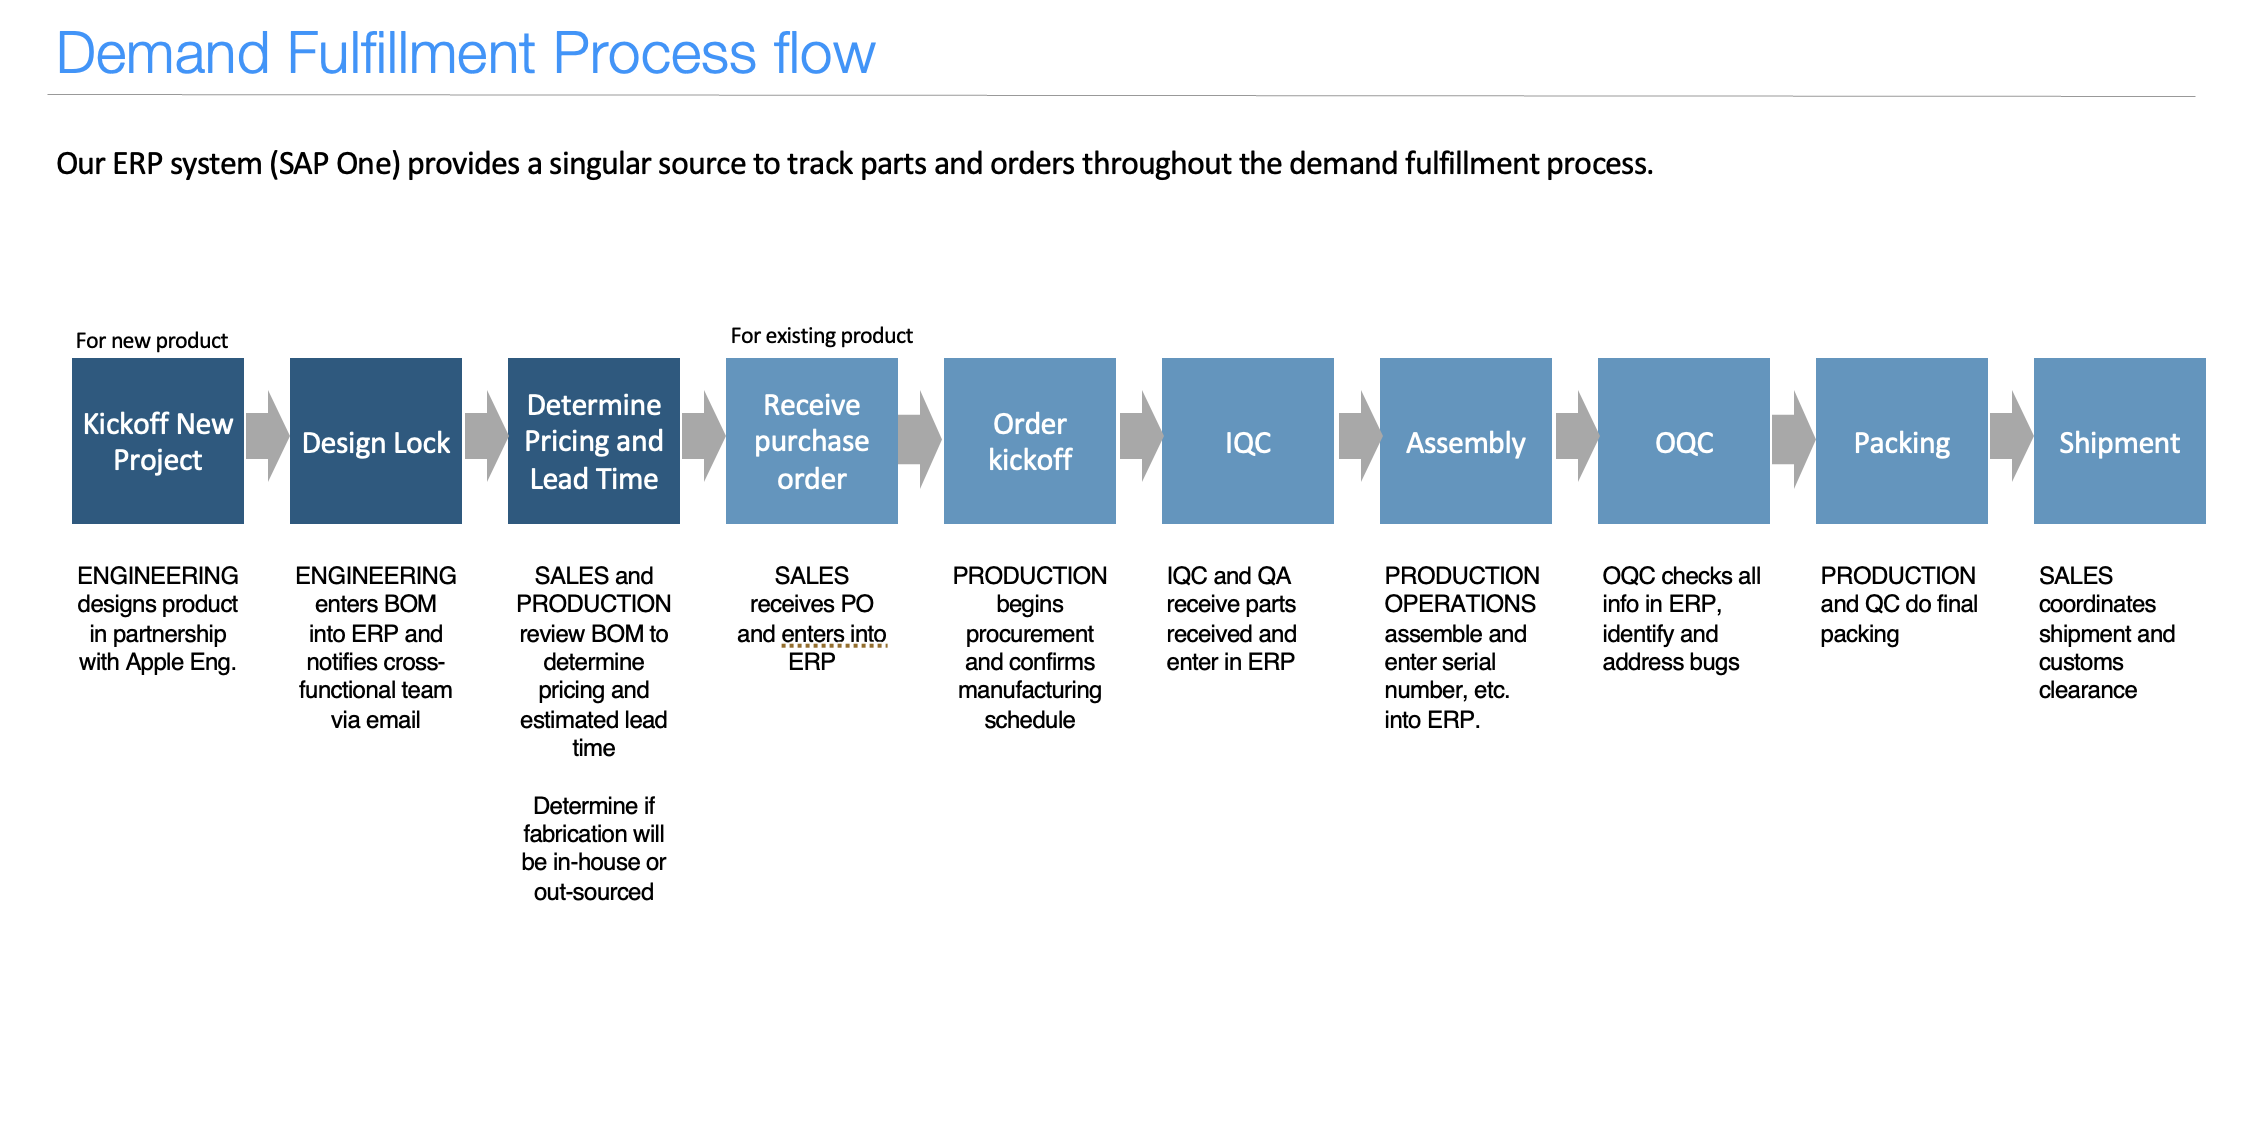 Demand Fulfillment Process flow
Our ERP system (SAP One) provides a singular source to track parts and orders throughout the demand fulfillment process.
For new product
For existing product
Kickoff New
Project
Design Lock
Determine
Pricing and
Lead Time
Receive
purchase
order
Order
kickoff
IQC
Assembly
OQC
Packing
Shipment
ENGINEERING
designs product
in partnership
with Apple Eng.
ENGINEERING
enters BOM
into ERP and
notifies cross-
functional team
via email
SALES and
PRODUCTION
review BOM to
determine
pricing and
estimated lead
time
Determine if
fabrication will
be in-house or
out-sourced
SALES
receives PO
and enters into
ERP
PRODUCTION
begins
procurement
and confirms
manufacturing
schedule
IQC and QA
receive parts
received and
enter in ERP
PRODUCTION
OPERATIONS
assemble and
enter serial
number, etc.
into ERP.
OQC checks all
info in ERP,
identify and
address bugs
PRODUCTION
and QC do final
packing
SALES
coordinates
shipment and
customs
clearance